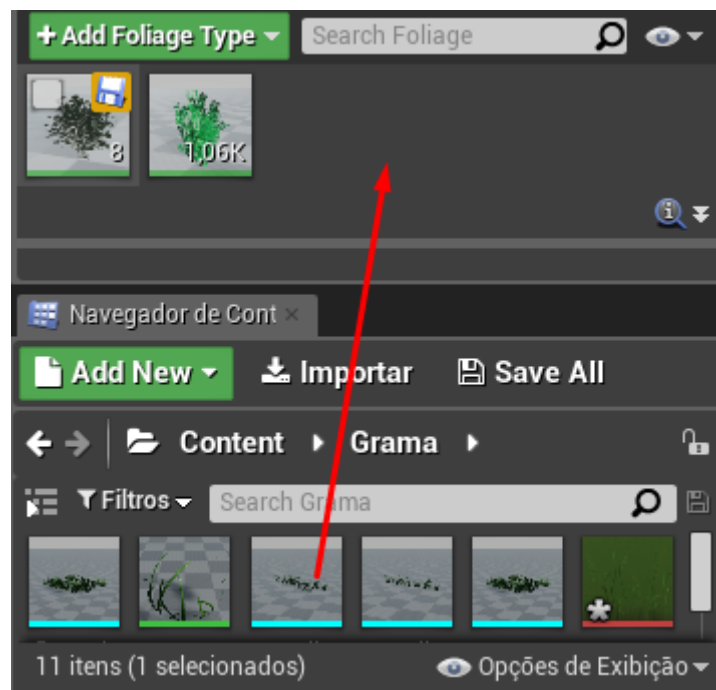 + Add Foliage Type Search Foliage
8 1,06K
Navegador de Cont
Add New Importar Save All
Content Grama
Filtros Search Grama
11 itens (1 selecionados) Opções de Exibição